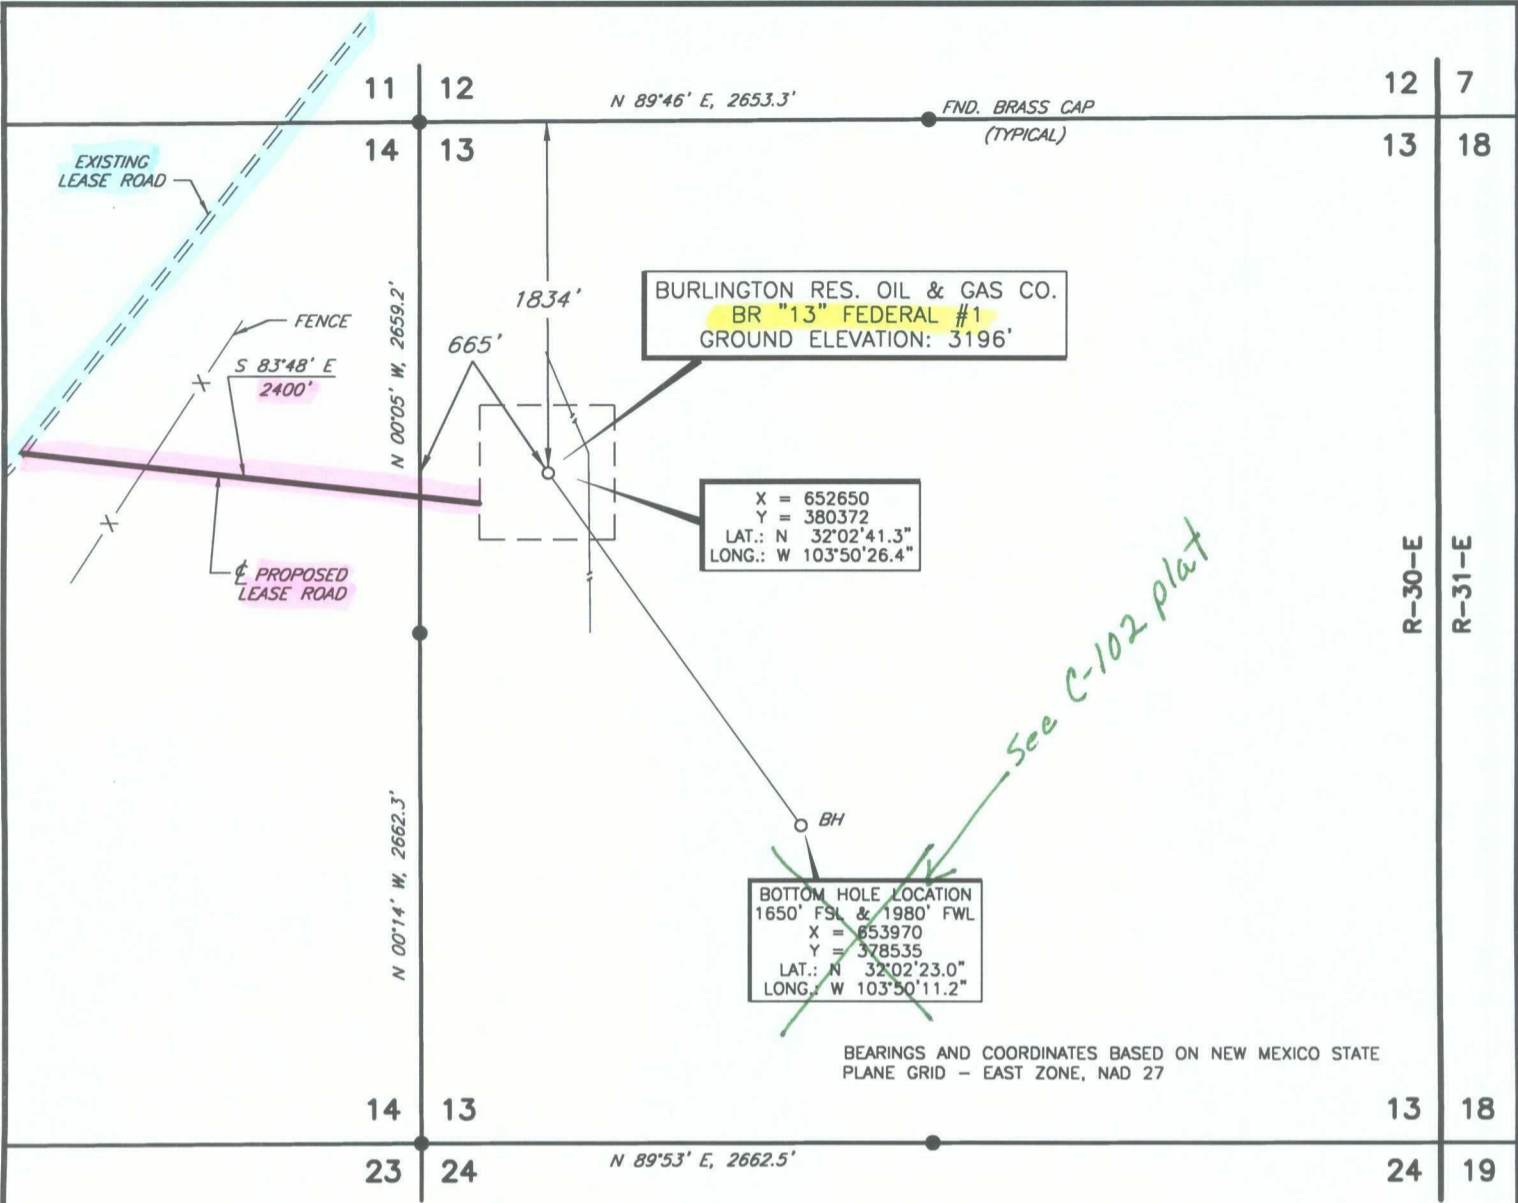 11 12
N 89°46' E, 2653.3'
FND. BRASS CAP
(TYPICAL)
12 7
14 13
13 18
EXISTING
LEASE ROAD
1834'
BURLINGTON RES. OIL & GAS CO.
BR "13" FEDERAL #1
GROUND ELEVATION: 3196'
N 00°05' W, 2659.2'
FENCE
665'
S 83°48' E
2400'
X
X
X = 652650
Y = 380372
LAT.: N 32°02'41.3"
LONG.: W 103°50'26.4"
℄ PROPOSED
LEASE ROAD
R-30-E
R-31-E
See C-102 plat
BH
N 00°14' W, 2662.3'
BOTTOM HOLE LOCATION
1650' FSL & 1980' FWL
X = 653970
Y = 378535
LAT.: N 32°02'23.0"
LONG.: W 103°50'11.2"
BEARINGS AND COORDINATES BASED ON NEW MEXICO STATE
PLANE GRID – EAST ZONE, NAD 27
14 13
13 18
23 24
N 89°53' E, 2662.5'
24 19